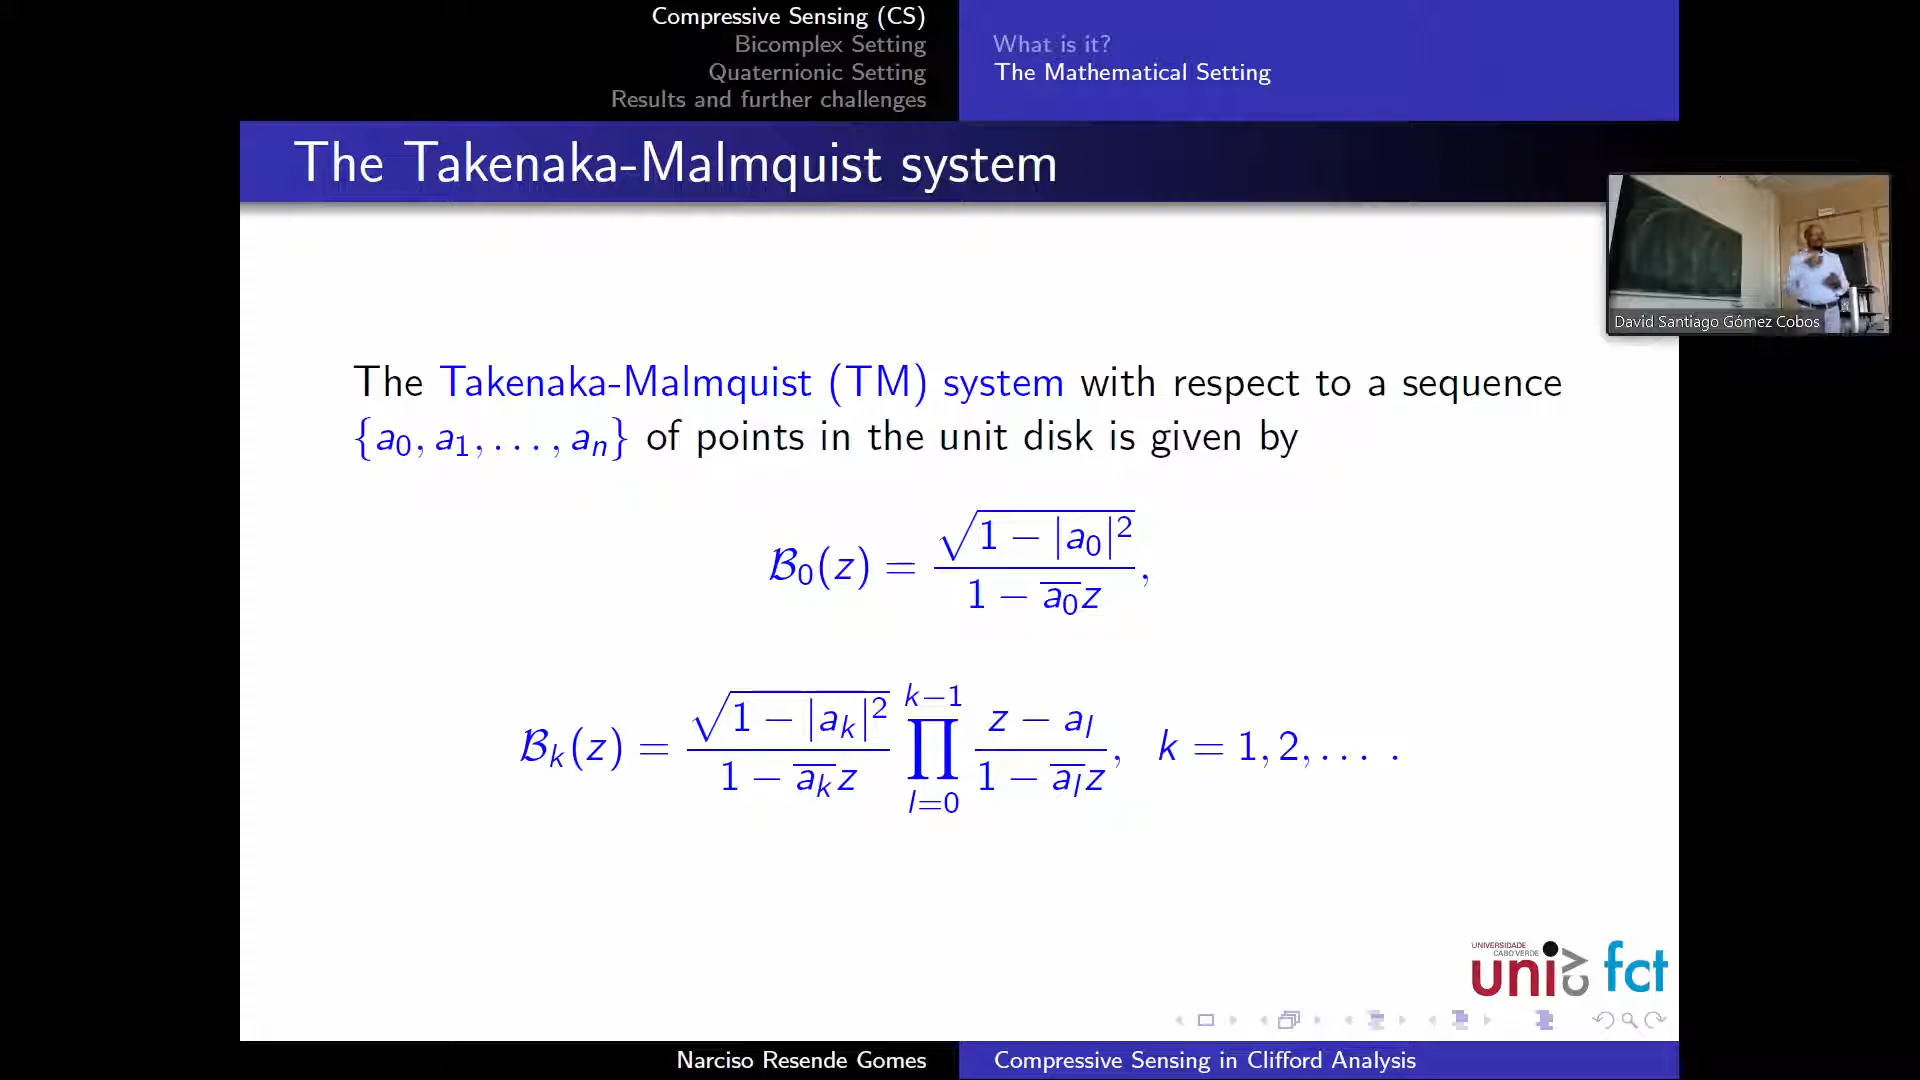 Compressive Sensing (CS)
Bicomplex Setting
Quaternionic Setting
Results and further challenges
What is it?
The Mathematical Setting
The Takenaka-Malmquist system
David Santiago Gómez Cobos
The Takenaka-Malmquist (TM) system with respect to a sequence
{a₀, a₁, . . . , aₙ} of points in the unit disk is given by
ℬ₀(z) = √(1 − |a₀|²) / (1 − a̅₀z),
ℬₖ(z) = √(1 − |aₖ|²) / (1 − a̅ₖz) ∏_{l=0}^{k−1} (z − aₗ) / (1 − a̅ₗz), k = 1, 2, . . . .
UNIVERSIDADE
CABO VERDE
uni cv
fct
Narciso Resende Gomes
Compressive Sensing in Clifford Analysis